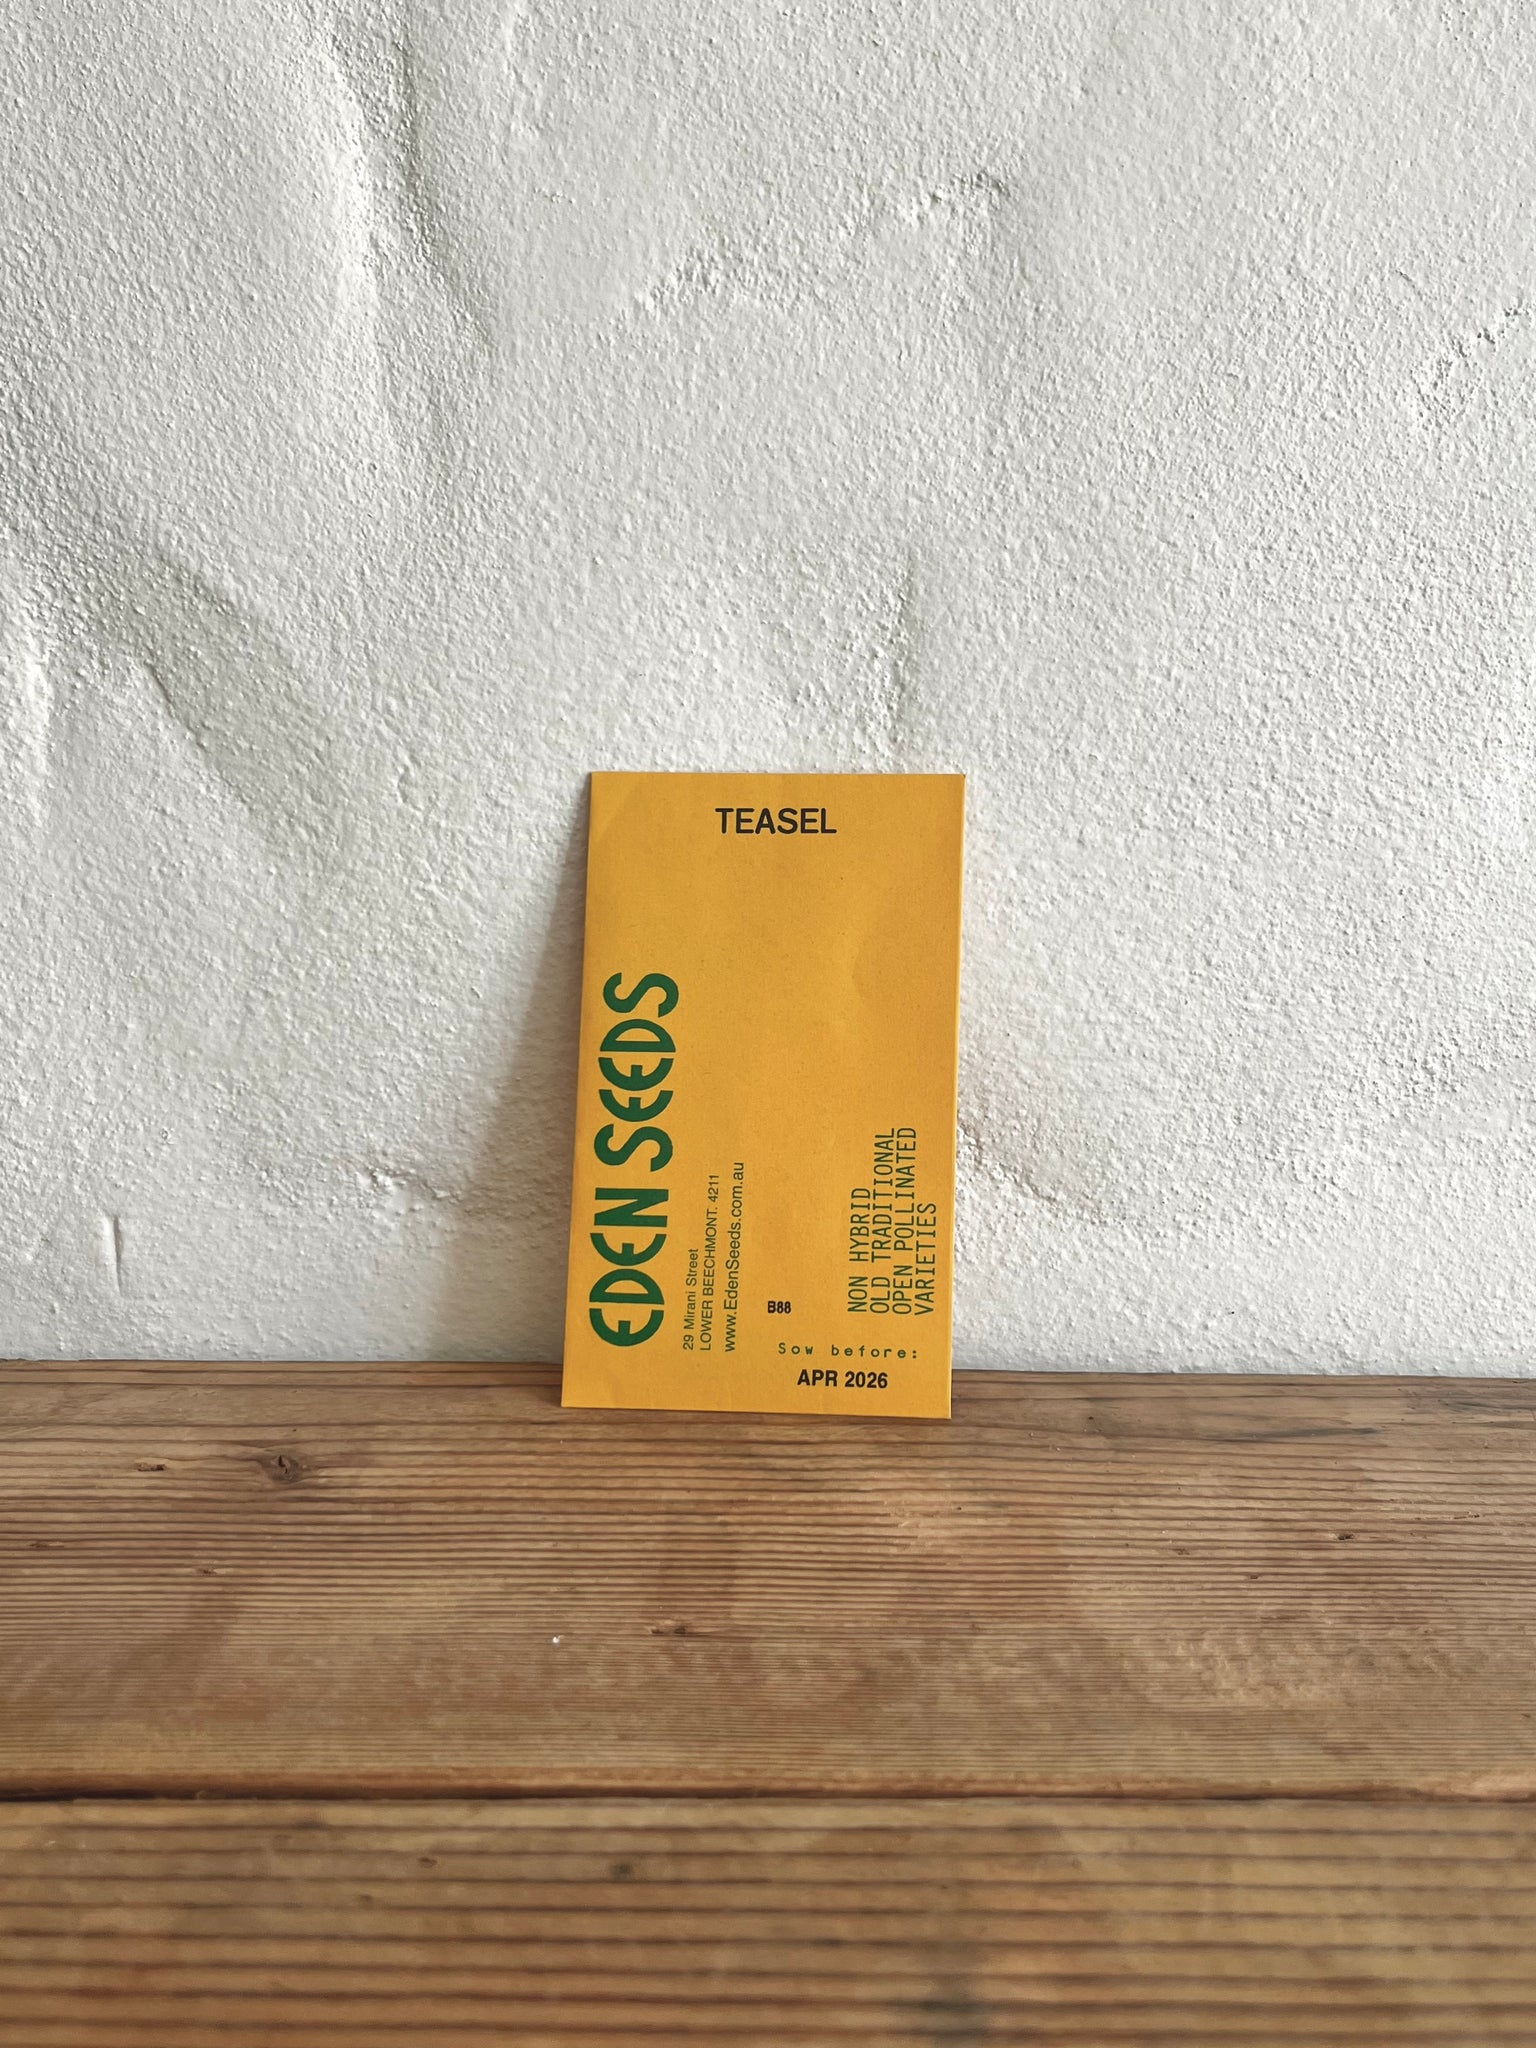 TEASEL
EDEN SEEDS
29 Mirani Street
LOWER BEECHMONT. 4211
www.EdenSeeds.com.au
B88
NON HYBRID
OLD TRADITIONAL
OPEN POLLINATED
VARIETIES
Sow before:
APR 2026